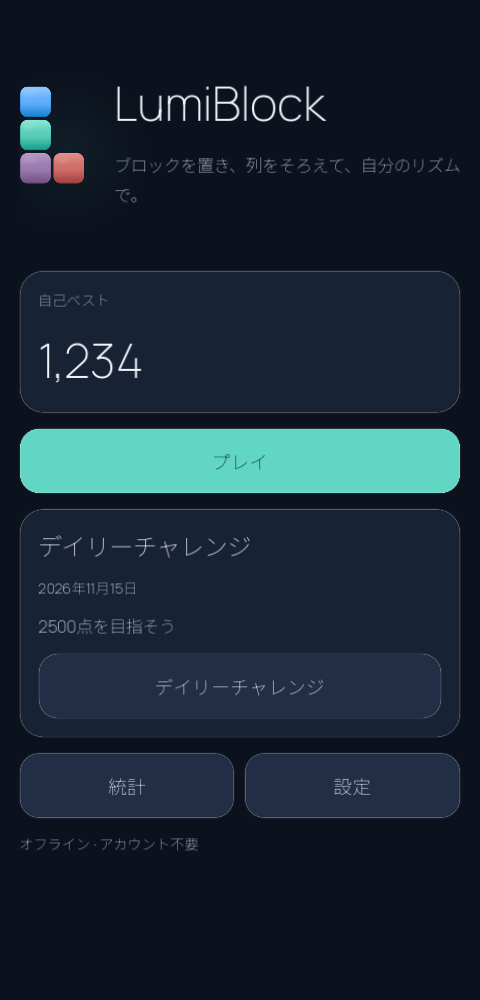 LumiBlock
ブロックを置き、列をそろえて、自分のリズム
で。
自己ベスト
1,234
プレイ
デイリーチャレンジ
2026年11月15日
2500点を目指そう
デイリーチャレンジ
統計
設定
オフライン · アカウント不要